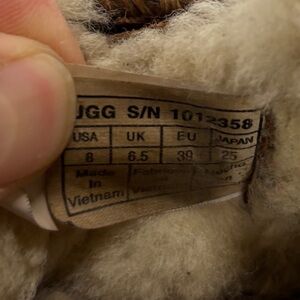 UGG S/N 1012358
USA UK EU JAPAN
8 6.5 39 25
Made
In
Vietnam